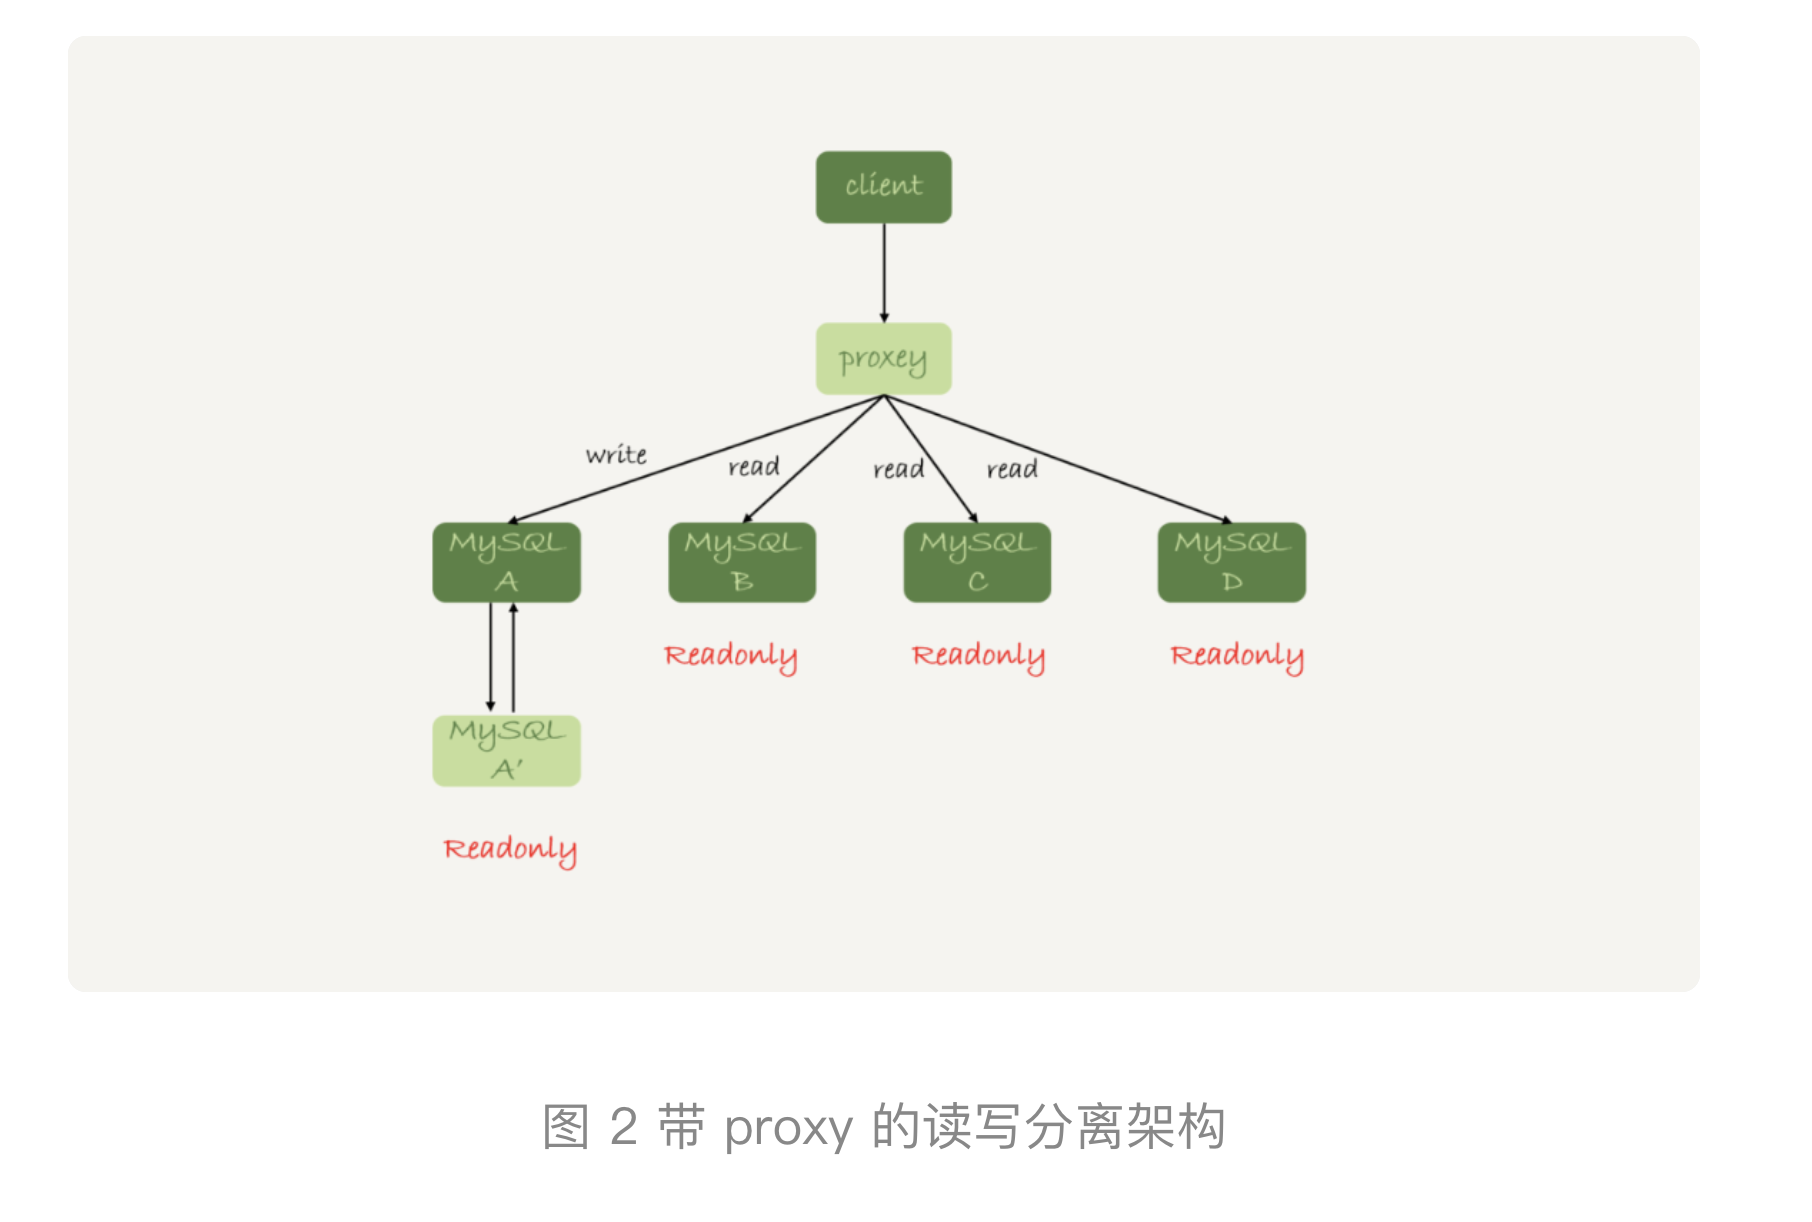 client
proxey
write
read
read
read
MySQL
A
MySQL
B
MySQL
C
MySQL
D
Readonly
Readonly
Readonly
MySQL
A'
Readonly
图 2 带 proxy 的读写分离架构